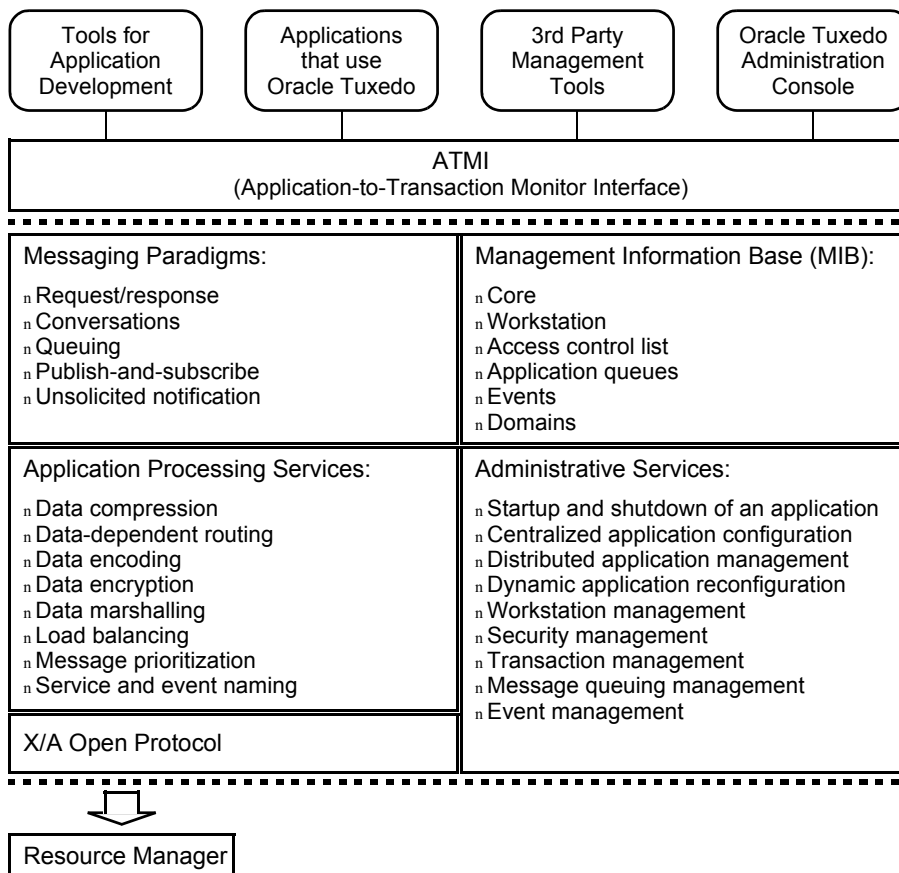 Tools for
Application
Development
Applications
that use
Oracle Tuxedo
3rd Party
Management
Tools
Oracle Tuxedo
Administration
Console
ATMI
(Application-to-Transaction Monitor Interface)
Messaging Paradigms:
n Request/response
n Conversations
n Queuing
n Publish-and-subscribe
n Unsolicited notification
Management Information Base (MIB):
n Core
n Workstation
n Access control list
n Application queues
n Events
n Domains
Application Processing Services:
n Data compression
n Data-dependent routing
n Data encoding
n Data encryption
n Data marshalling
n Load balancing
n Message prioritization
n Service and event naming
X/A Open Protocol
Administrative Services:
n Startup and shutdown of an application
n Centralized application configuration
n Distributed application management
n Dynamic application reconfiguration
n Workstation management
n Security management
n Transaction management
n Message queuing management
n Event management
Resource Manager